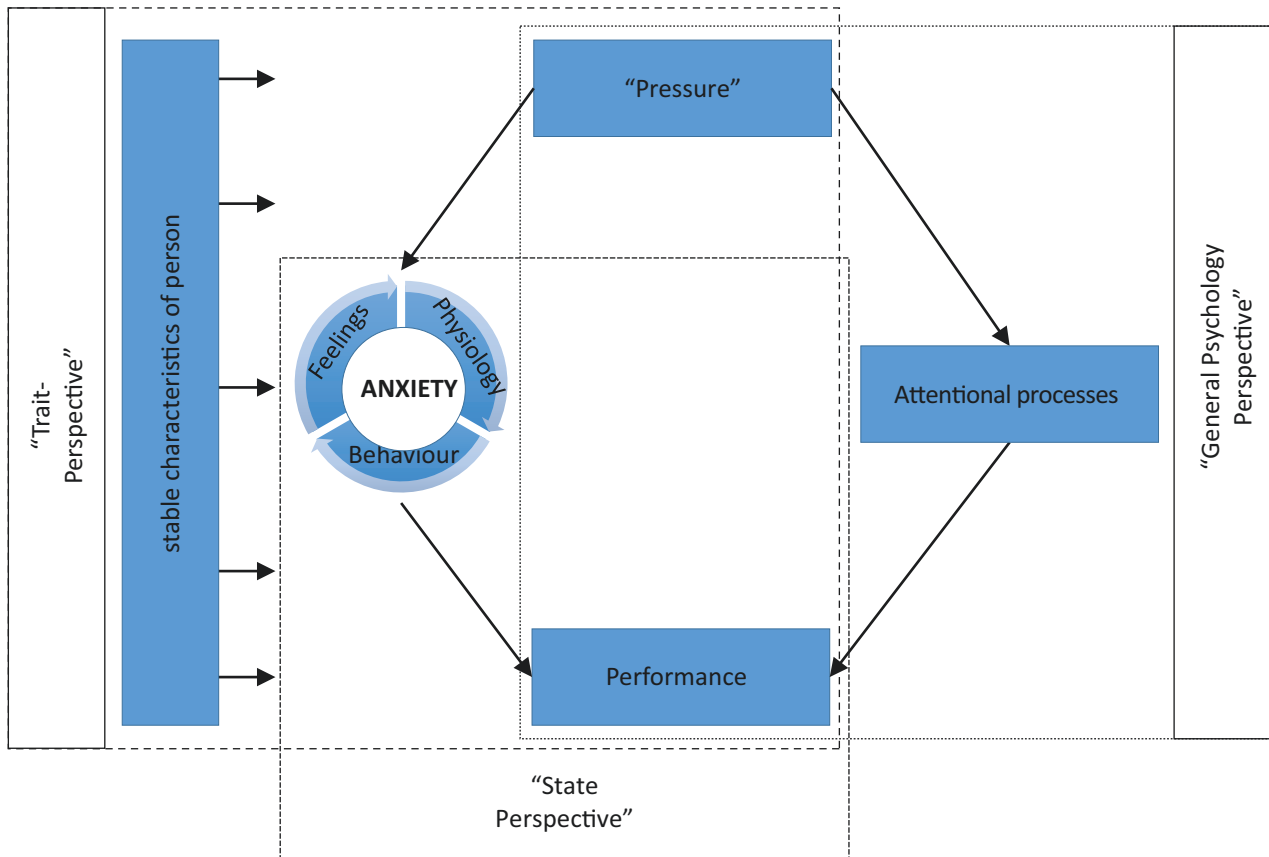 “Trait-
Perspective”
stable characteristics of person
“Pressure”
Feelings
Physiology
ANXIETY
Behaviour
Attentional processes
“General Psychology
Perspective”
Performance
“State
Perspective”